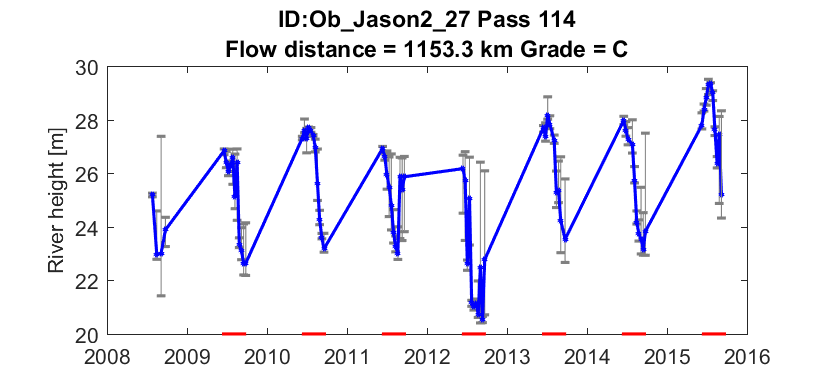 ID:Ob_Jason2_27 Pass 114
Flow distance = 1153.3 km Grade = C
River height [m]
30
28
26
24
22
20
2008 2009 2010 2011 2012 2013 2014 2015 2016